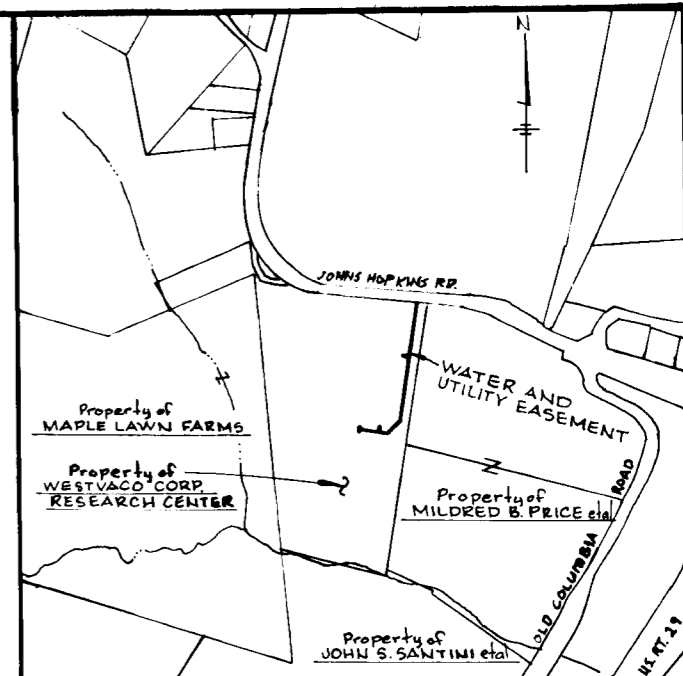 N
JOHNS HOPKINS RD.
WATER AND
UTILITY EASEMENT
Property of
MAPLE LAWN FARMS
Property of
WESTVACO CORP.
RESEARCH CENTER
Property of
MILDRED B. PRICE etal
OLD COLUMBIA ROAD
Property of
JOHN S. SANTINI etal
U.S. RT. 29